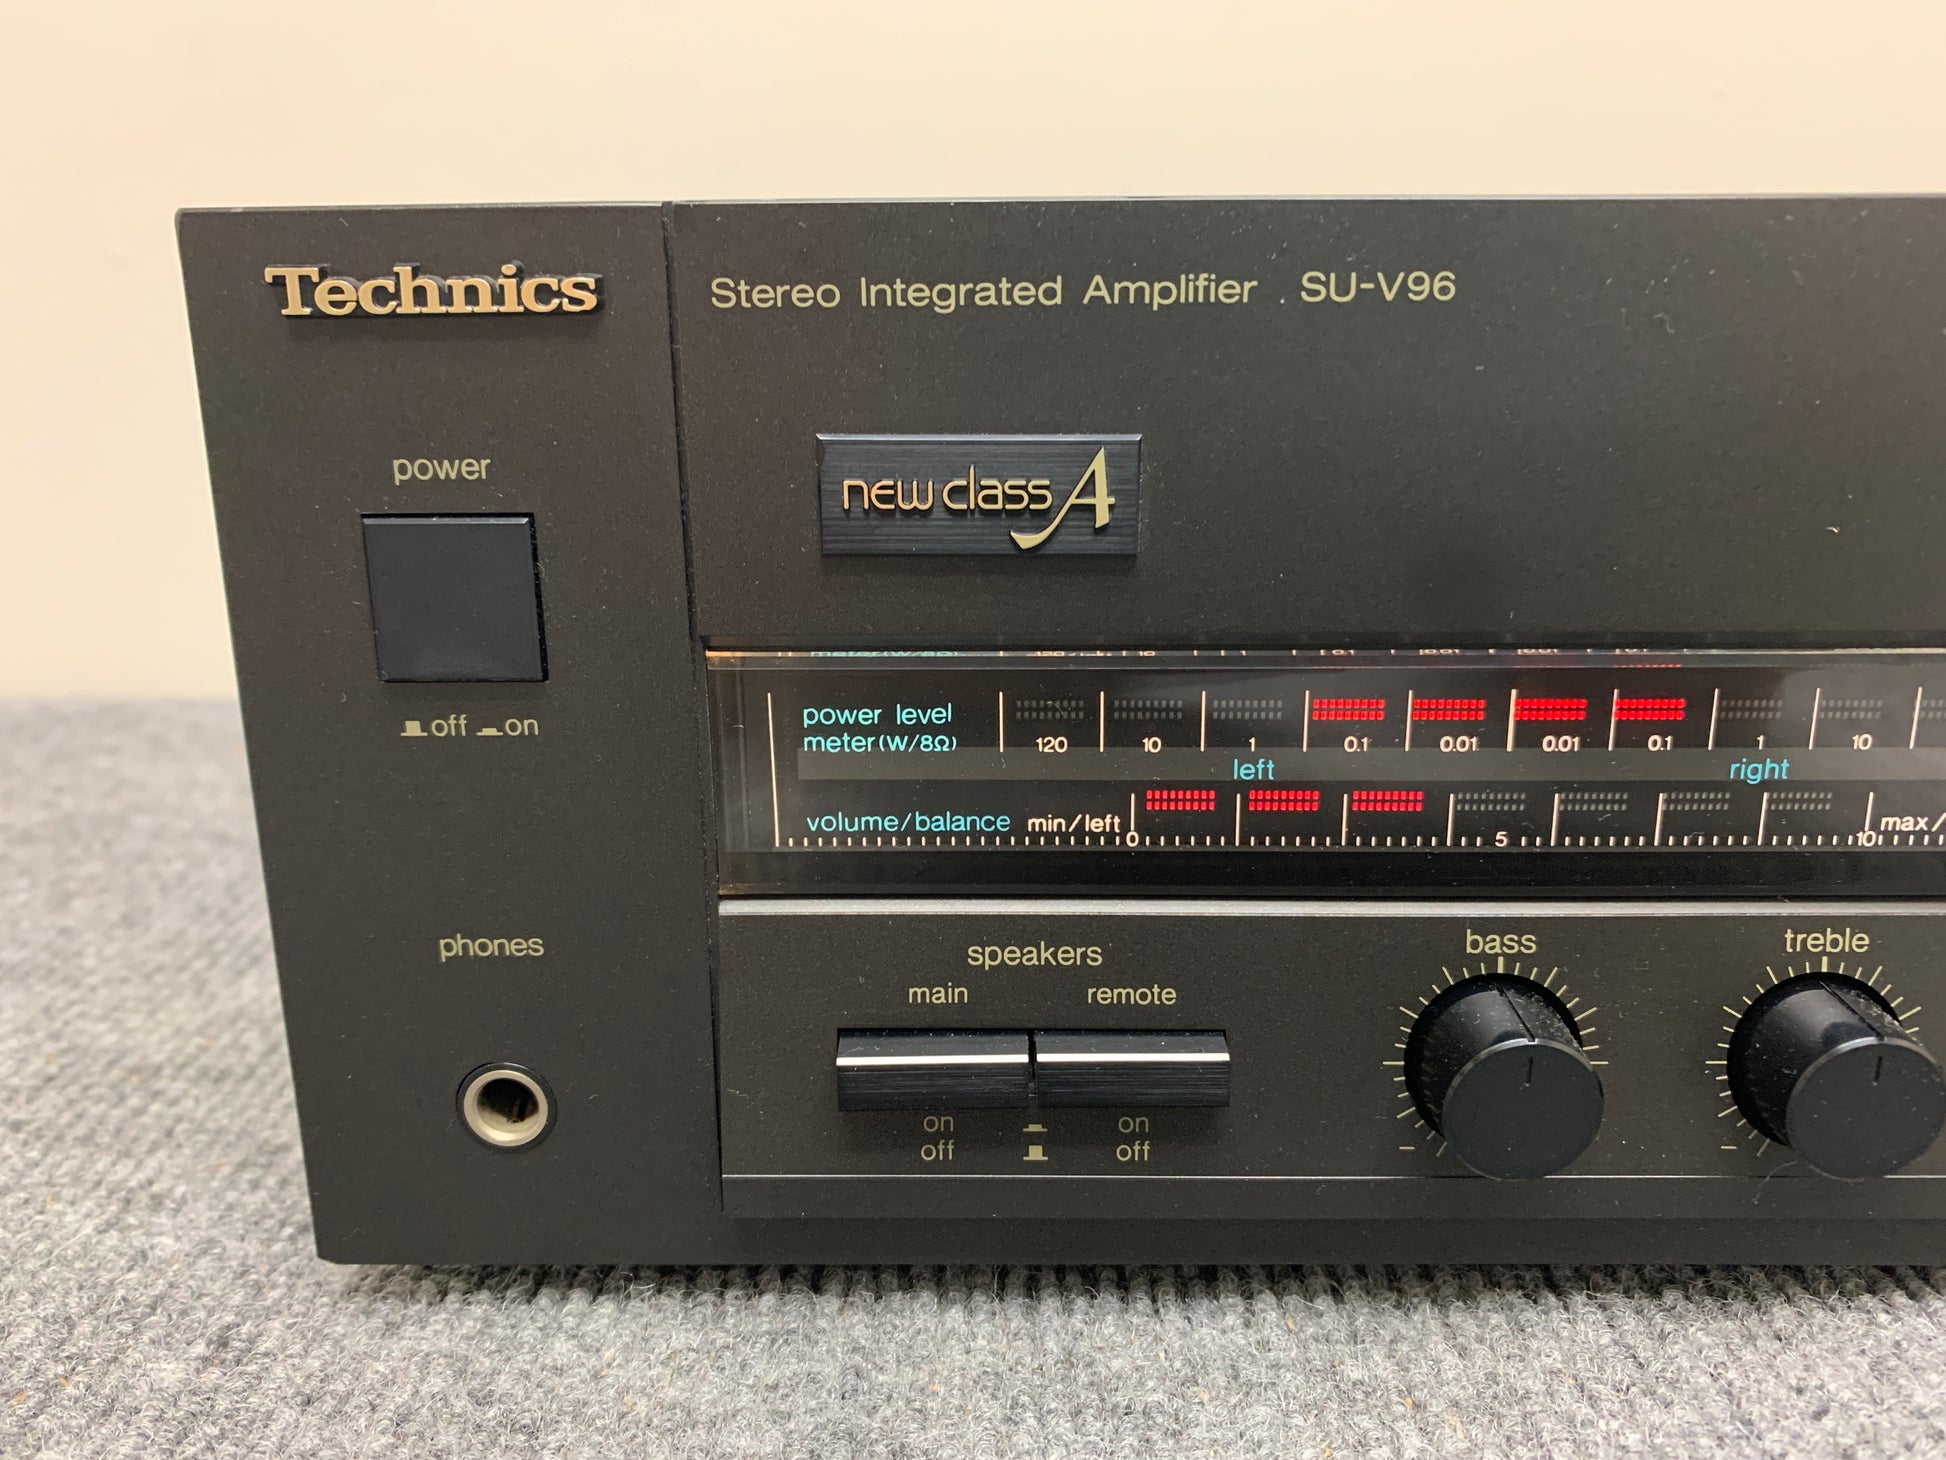 Technics
Stereo Integrated Amplifier SU-V96
power
off on
new class A
power level
meter (W/8Ω) 120 10 1 0.1 0.01 0.01 0.1 1 10
left right
volume/balance min/left 0 5 10 max/
phones
speakers
main remote
on on
off off
bass
treble